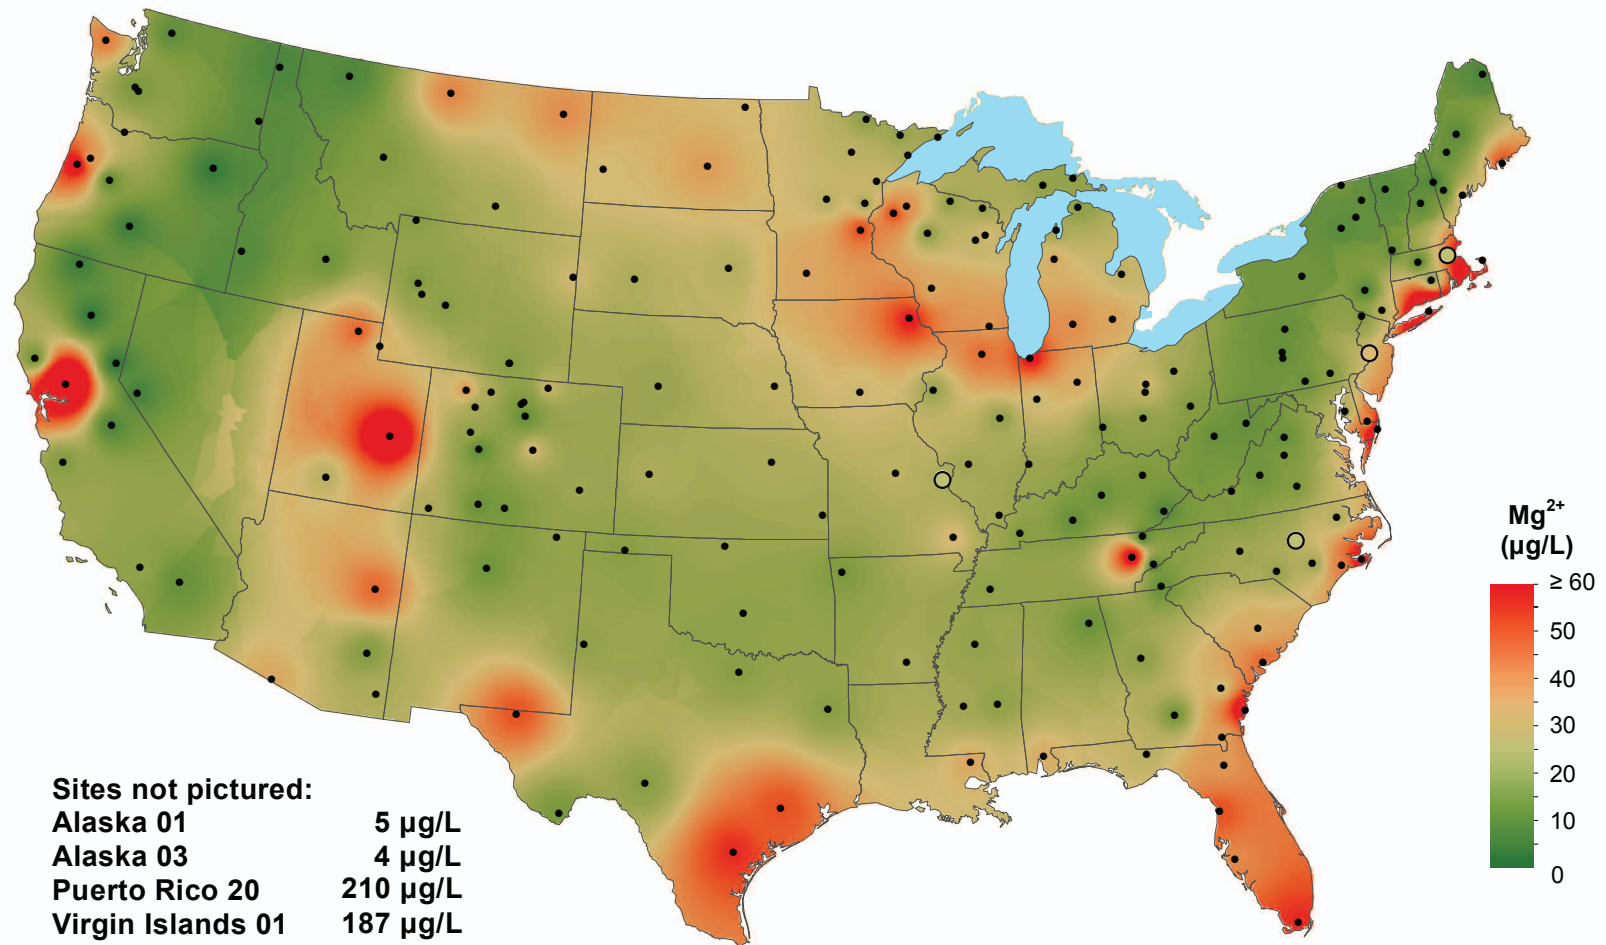 Mg2+
(µg/L)
≥ 60
50
40
30
20
10
0
Sites not pictured:
Alaska 01 5 µg/L
Alaska 03 4 µg/L
Puerto Rico 20 210 µg/L
Virgin Islands 01 187 µg/L